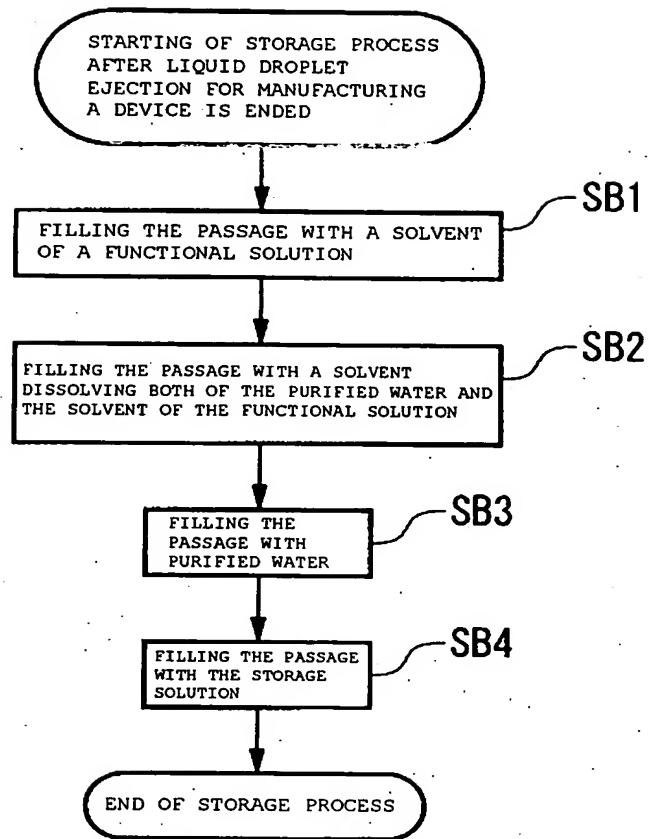 STARTING OF STORAGE PROCESS
AFTER LIQUID DROPLET
EJECTION FOR MANUFACTURING
A DEVICE IS ENDED
SB1
FILLING THE PASSAGE WITH A SOLVENT
OF A FUNCTIONAL SOLUTION
SB2
FILLING THE PASSAGE WITH A SOLVENT
DISSOLVING BOTH OF THE PURIFIED WATER AND
THE SOLVENT OF THE FUNCTIONAL SOLUTION
SB3
FILLING THE
PASSAGE WITH
PURIFIED WATER
SB4
FILLING THE PASSAGE
WITH THE STORAGE
SOLUTION
END OF STORAGE PROCESS